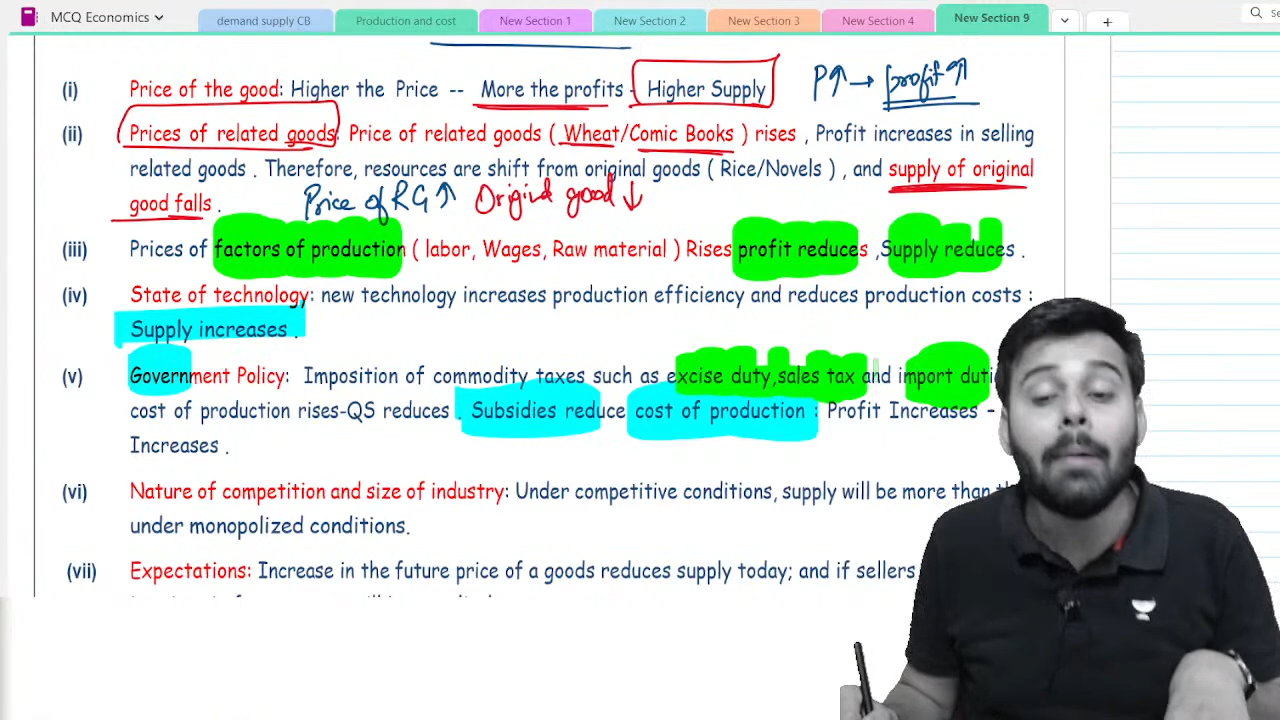 MCQ Economics
demand supply CB
Production and cost
New Section 1
New Section 2
New Section 3
New Section 4
New Section 9
+
(i) Price of the good: Higher the Price -- More the profits - Higher Supply
P↑ → profit↑
(ii) Prices of related goods: Price of related goods ( Wheat/Comic Books ) rises , Profit increases in selling
related goods . Therefore, resources are shift from original goods ( Rice/Novels ) , and supply of original
good falls .
Price of RG ↑ Original good ↓
(iii) Prices of factors of production ( labor, Wages, Raw material ) Rises profit reduces ,Supply reduces .
(iv) State of technology: new technology increases production efficiency and reduces production costs :
Supply increases .
(v) Government Policy: Imposition of commodity taxes such as excise duty,sales tax and import duti
cost of production rises-QS reduces . Subsidies reduce cost of production : Profit Increases –
Increases .
(vi) Nature of competition and size of industry: Under competitive conditions, supply will be more than
under monopolized conditions.
(vii) Expectations: Increase in the future price of a goods reduces supply today; and if sellers